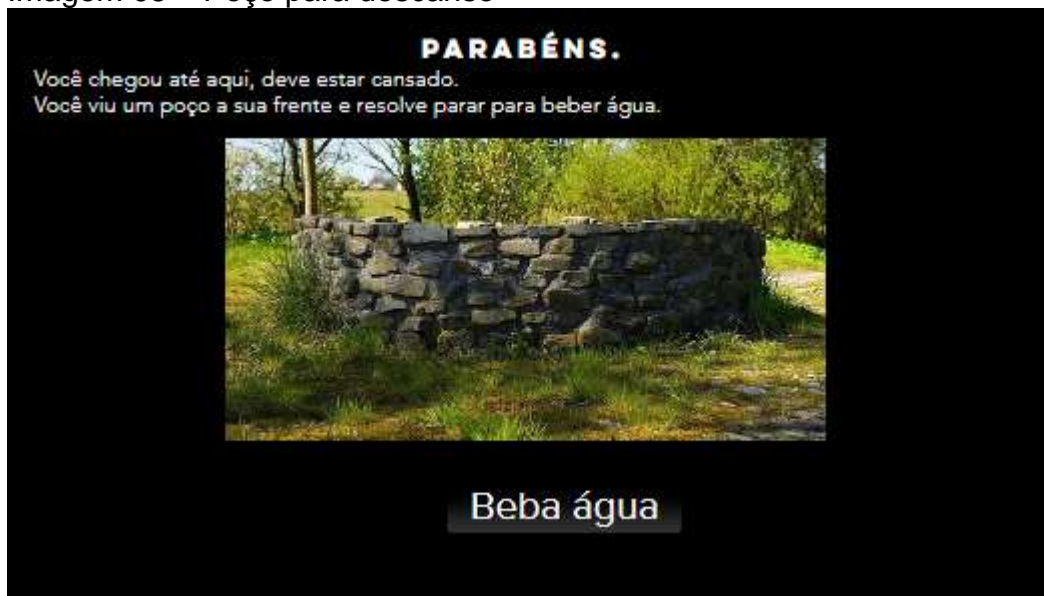 PARABÉNS.
Você chegou até aqui, deve estar cansado.
Você viu um poço a sua frente e resolve parar para beber água.
Beba água